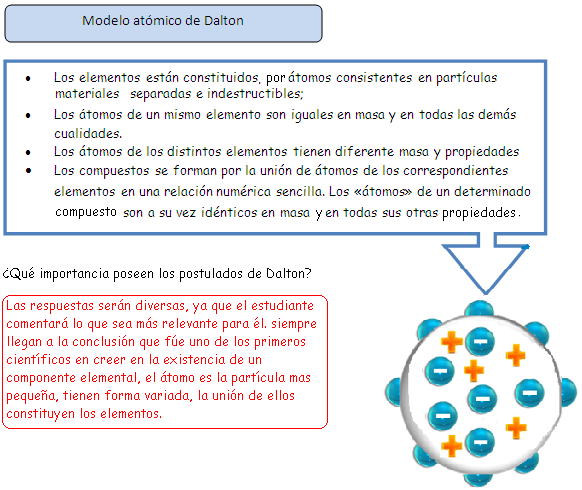 Modelo atómico de Dalton
• Los elementos están constituidos, por átomos consistentes en partículas
materiales separadas e indestructibles;
• Los átomos de un mismo elemento son iguales en masa y en todas las demás
cualidades.
• Los átomos de los distintos elementos tienen diferente masa y propiedades
• Los compuestos se forman por la unión de átomos de los correspondientes
elementos en una relación numérica sencilla. Los «átomos» de un determinado
compuesto son a su vez idénticos en masa y en todas sus otras propiedades.
¿Qué importancia poseen los postulados de Dalton?
Las respuestas serán diversas, ya que el estudiante
comentará lo que sea más relevante para él. siempre
llegan a la conclusión que fúe uno de los primeros
científicos en creer en la existencia de un
componente elemental, el átomo es la partícula mas
pequeña, tienen forma variada, la unión de ellos
constituyen los elementos.